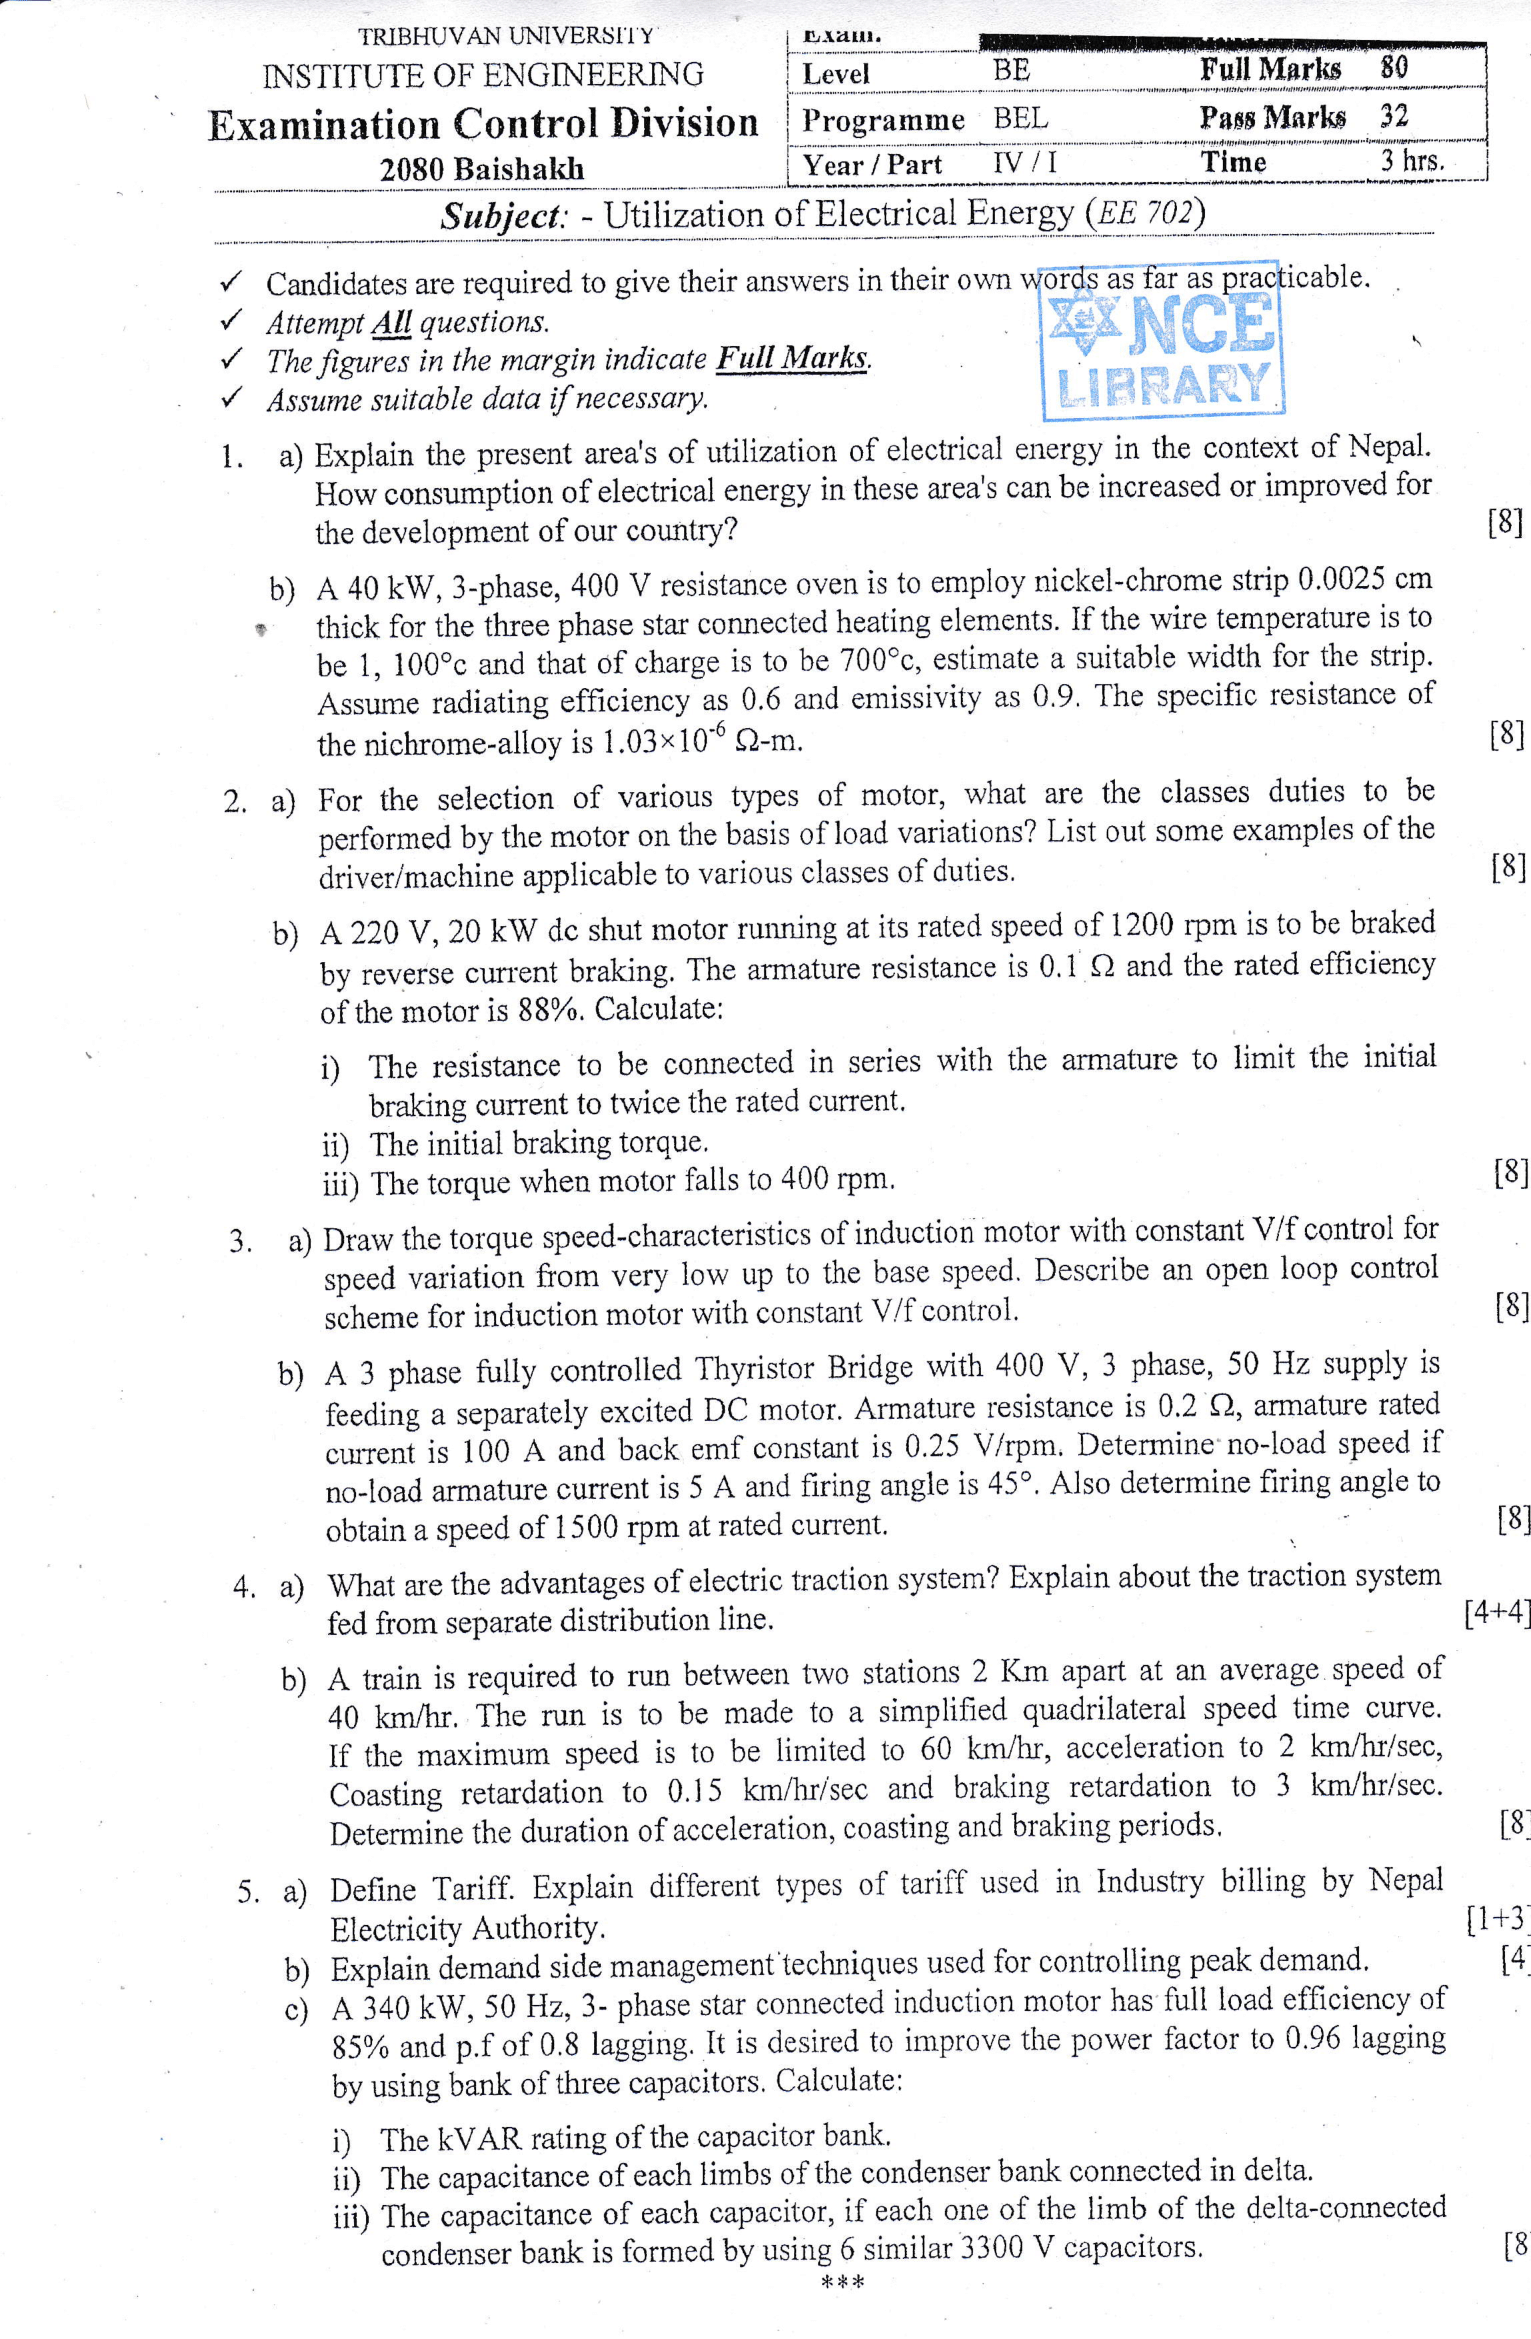 TRIBHUVAN UNIVERSITY
INSTITUTE OF ENGINEERING
Examination Control Division
2080 Baishakh
Exam.
Level BE Full Marks 80
Programme BEL Pass Marks 32
Year / Part IV / I Time 3 hrs.
Subject: - Utilization of Electrical Energy (EE 702)
✓ Candidates are required to give their answers in their own words as far as practicable.
✓ Attempt All questions.
✓ The figures in the margin indicate Full Marks.
✓ Assume suitable data if necessary.
NCE
LIBRARY
1. a) Explain the present area's of utilization of electrical energy in the context of Nepal.
How consumption of electrical energy in these area's can be increased or improved for
the development of our country? [8]
b) A 40 kW, 3-phase, 400 V resistance oven is to employ nickel-chrome strip 0.0025 cm
thick for the three phase star connected heating elements. If the wire temperature is to
be 1, 100°c and that of charge is to be 700°c, estimate a suitable width for the strip.
Assume radiating efficiency as 0.6 and emissivity as 0.9. The specific resistance of
the nichrome-alloy is 1.03×10⁻⁶ Ω-m. [8]
2. a) For the selection of various types of motor, what are the classes duties to be
performed by the motor on the basis of load variations? List out some examples of the
driver/machine applicable to various classes of duties. [8]
b) A 220 V, 20 kW dc shut motor running at its rated speed of 1200 rpm is to be braked
by reverse current braking. The armature resistance is 0.1 Ω and the rated efficiency
of the motor is 88%. Calculate:
i) The resistance to be connected in series with the armature to limit the initial
braking current to twice the rated current.
ii) The initial braking torque.
iii) The torque when motor falls to 400 rpm. [8]
3. a) Draw the torque speed-characteristics of induction motor with constant V/f control for
speed variation from very low up to the base speed. Describe an open loop control
scheme for induction motor with constant V/f control. [8]
b) A 3 phase fully controlled Thyristor Bridge with 400 V, 3 phase, 50 Hz supply is
feeding a separately excited DC motor. Armature resistance is 0.2 Ω, armature rated
current is 100 A and back emf constant is 0.25 V/rpm. Determine no-load speed if
no-load armature current is 5 A and firing angle is 45°. Also determine firing angle to
obtain a speed of 1500 rpm at rated current. [8]
4. a) What are the advantages of electric traction system? Explain about the traction system
fed from separate distribution line. [4+4]
b) A train is required to run between two stations 2 Km apart at an average speed of
40 km/hr. The run is to be made to a simplified quadrilateral speed time curve.
If the maximum speed is to be limited to 60 km/hr, acceleration to 2 km/hr/sec,
Coasting retardation to 0.15 km/hr/sec and braking retardation to 3 km/hr/sec.
Determine the duration of acceleration, coasting and braking periods. [8]
5. a) Define Tariff. Explain different types of tariff used in Industry billing by Nepal
Electricity Authority. [1+3]
b) Explain demand side management techniques used for controlling peak demand. [4]
c) A 340 kW, 50 Hz, 3- phase star connected induction motor has full load efficiency of
85% and p.f of 0.8 lagging. It is desired to improve the power factor to 0.96 lagging
by using bank of three capacitors. Calculate:
i) The kVAR rating of the capacitor bank.
ii) The capacitance of each limbs of the condenser bank connected in delta.
iii) The capacitance of each capacitor, if each one of the limb of the delta-connected
condenser bank is formed by using 6 similar 3300 V capacitors. [8
***